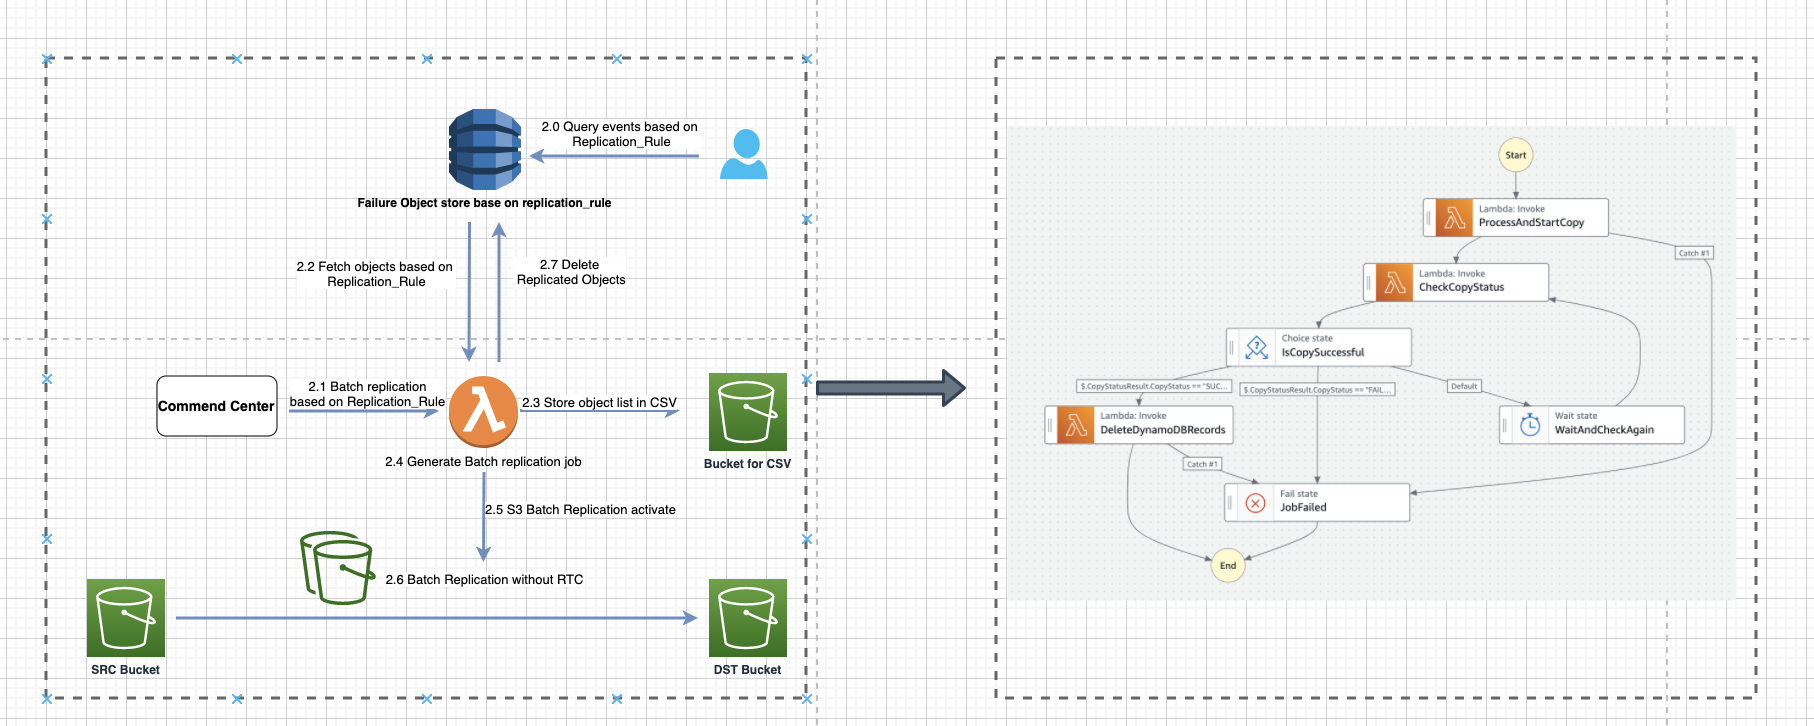 2.0 Query events based on
Replication_Rule
Failure Object store base on replication_rule
2.2 Fetch objects based on
Replication_Rule
2.7 Delete
Replicated Objects
Commend Center
2.1 Batch replication
based on Replication_Rule
2.3 Store object list in CSV
Bucket for CSV
2.4 Generate Batch replication job
2.5 S3 Batch Replication activate
2.6 Batch Replication without RTC
SRC Bucket
DST Bucket
Start
Lambda: Invoke
ProcessAndStartCopy
Catch #1
Lambda: Invoke
CheckCopyStatus
Choice state
IsCopySuccessful
$.CopyStatusResult.CopyStatus == "SUC...
$.CopyStatusResult.CopyStatus == "FAIL...
Default
Lambda: Invoke
DeleteDynamoDBRecords
Wait state
WaitAndCheckAgain
Catch #1
Fail state
JobFailed
End